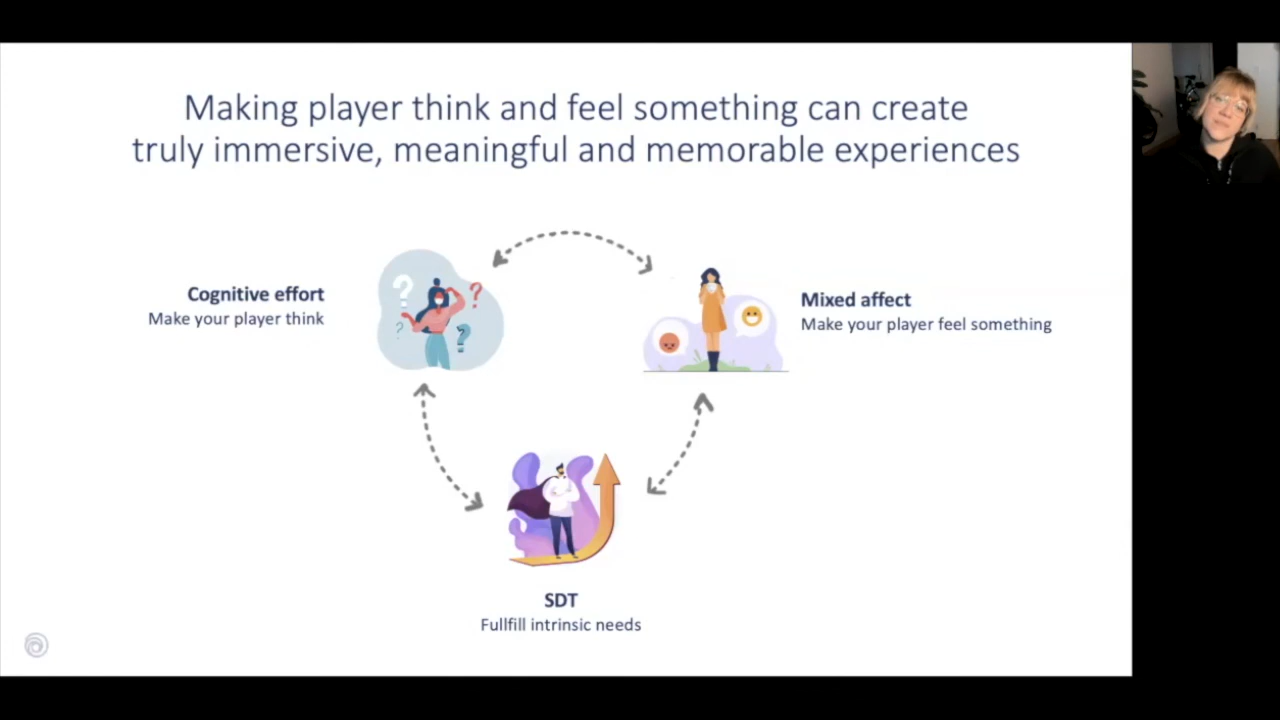 Making player think and feel something can create
truly immersive, meaningful and memorable experiences
Cognitive effort
Make your player think
Mixed affect
Make your player feel something
SDT
Fullfill intrinsic needs